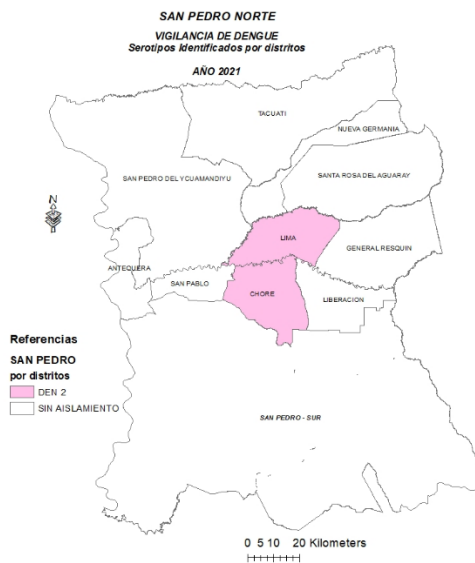 SAN PEDRO NORTE
VIGILANCIA DE DENGUE
Serotipos Identificados por distritos
AÑO 2021
TACUATI
NUEVA GERMANIA
SAN PEDRO DEL YCUAMANDIYU
SANTA ROSA DEL AGUARAY
N
LIMA
GENERAL RESQUIN
ANTEQUERA
SAN PABLO
CHORE
LIBERACION
Referencias
SAN PEDRO
por distritos
DEN 2
SIN AISLAMIENTO
SAN PEDRO - SUR
0 5 10 20 Kilometers